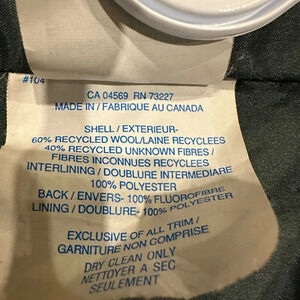 #104
CA 04569 RN 73227
MADE IN / FABRIQUE AU CANADA
SHELL / EXTERIEUR-
60% RECYCLED WOOL/LAINE RECYCLEES
40% RECYCLED UNKNOWN FIBRES /
FIBRES INCONNUES RECYCLEES
INTERLINING / DOUBLURE INTERMEDIARE
100% POLYESTER
BACK / ENVERS- 100% FLUOROFIBRE
LINING / DOUBLURE- 100% POLYESTER
EXCLUSIVE OF ALL TRIM /
GARNITURE NON COMPRISE
DRY CLEAN ONLY
NETTOYER A SEC
SEULEMENT